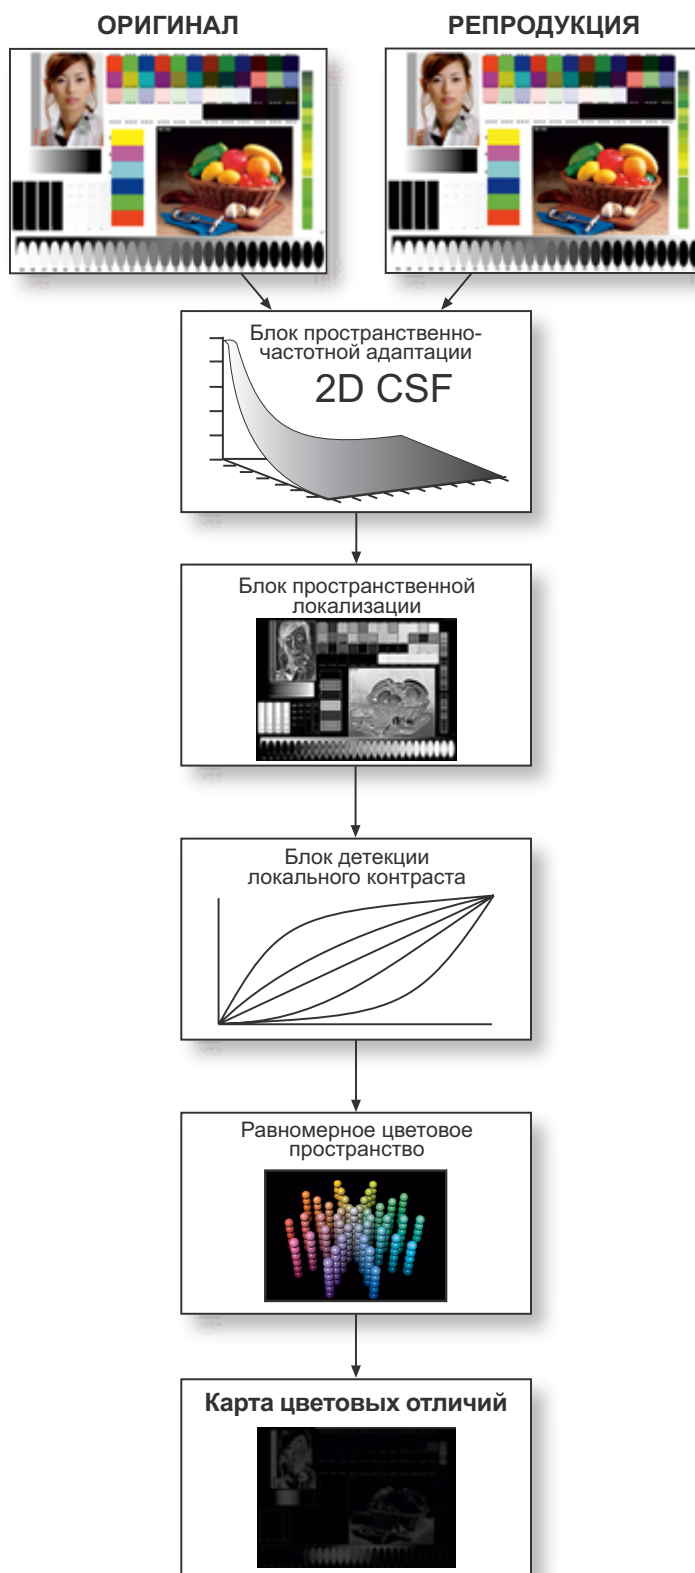 ОРИГИНАЛ
РЕПРОДУКЦИЯ
Блок пространственно-
частотной адаптации
2D CSF
Блок пространственной
локализации
Блок детекции
локального контраста
Равномерное цветовое
пространство
Карта цветовых отличий